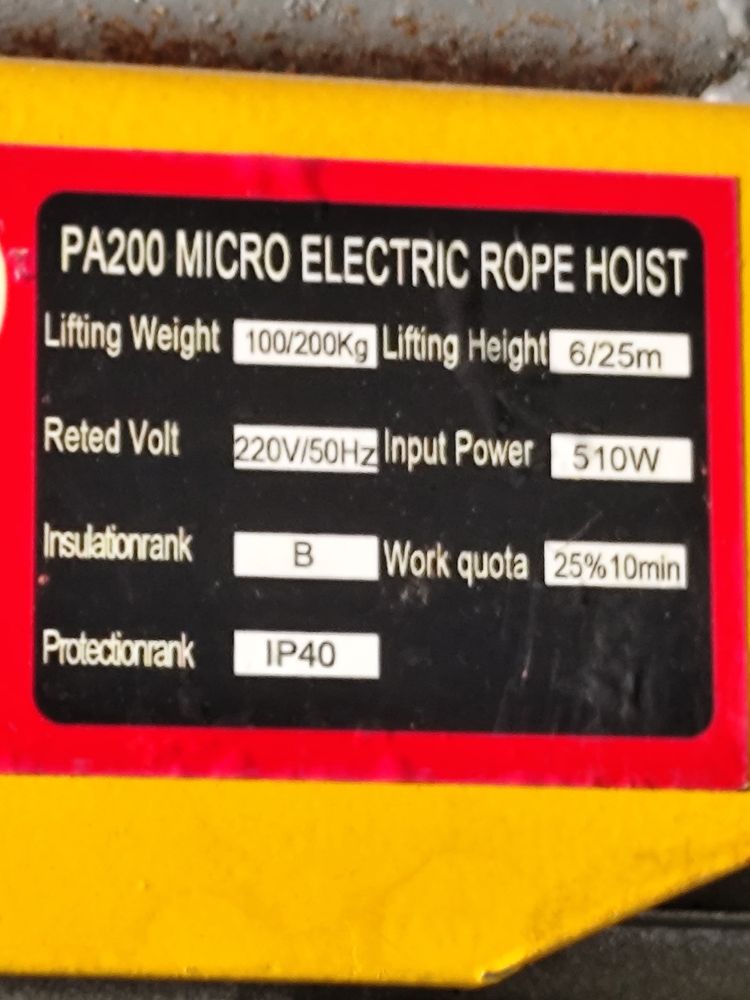 PA200 MICRO ELECTRIC ROPE HOIST
Lifting Weight 100/200Kg Lifting Height 6/25m
Reted Volt 220V/50Hz Input Power 510W
Insulationrank B Work quota 25%10min
Protectionrank IP40